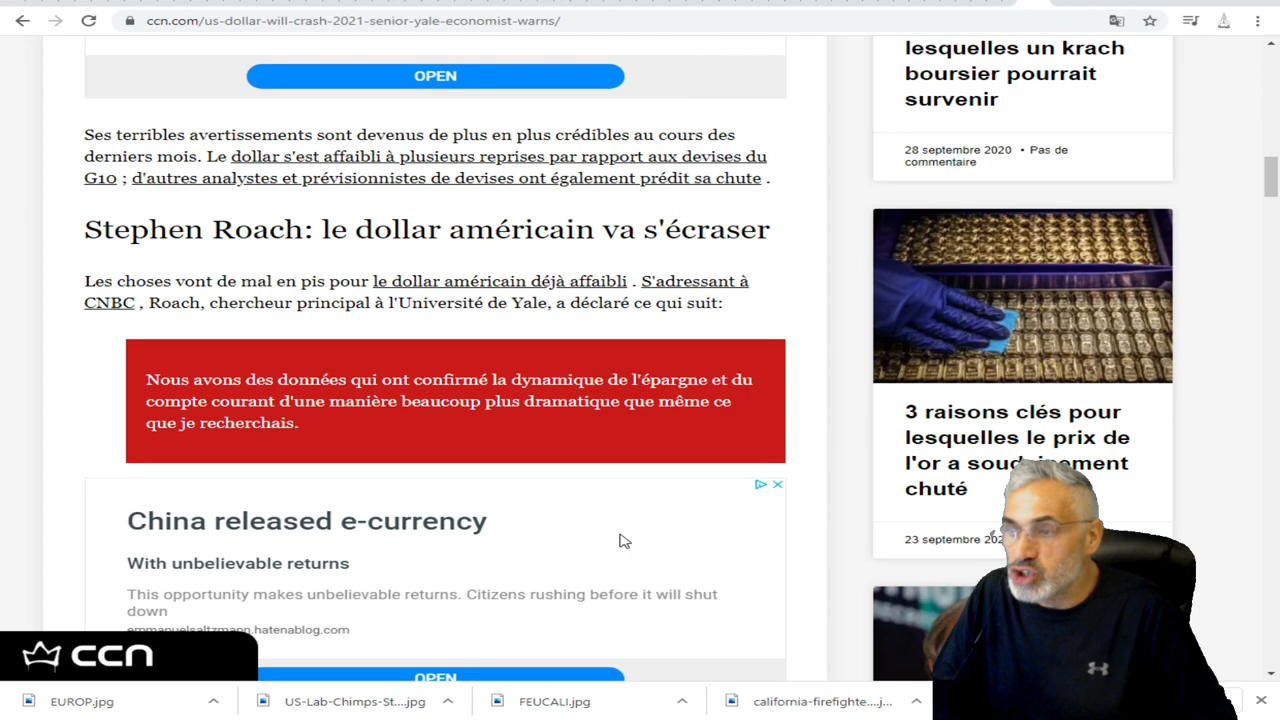 ccn.com/us-dollar-will-crash-2021-senior-yale-economist-warns/
OPEN
Ses terribles avertissements sont devenus de plus en plus crédibles au cours des
derniers mois. Le dollar s'est affaibli à plusieurs reprises par rapport aux devises du
G10 ; d'autres analystes et prévisionnistes de devises ont également prédit sa chute .
Stephen Roach: le dollar américain va s'écraser
Les choses vont de mal en pis pour le dollar américain déjà affaibli . S'adressant à
CNBC , Roach, chercheur principal à l'Université de Yale, a déclaré ce qui suit:
Nous avons des données qui ont confirmé la dynamique de l'épargne et du
compte courant d'une manière beaucoup plus dramatique que même ce
que je recherchais.
China released e-currency
With unbelievable returns
This opportunity makes unbelievable returns. Citizens rushing before it will shut
down
emmanuelsaltzmann.hatenablog.com
OPEN
lesquelles un krach
boursier pourrait
survenir
28 septembre 2020 • Pas de
commentaire
3 raisons clés pour
lesquelles le prix de
l'or a soudainement
chuté
23 septembre
ccn
EUROP.jpg
US-Lab-Chimps-St....jpg
FEUCALI.jpg
california-firefighte....j...